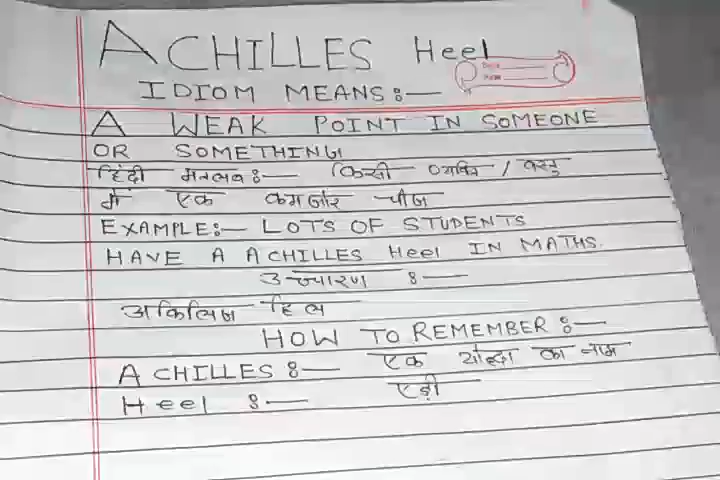 ACHILLES Heel
IDIOM MEANS:—
A WEAK POINT IN SOMEONE
OR SOMETHING
हिंदी मतलब:— किसी व्यक्ति / वस्तु
में एक कमजोर चीज
EXAMPLE:— LOTS OF STUDENTS
HAVE A ACHILLES Heel IN MATHS.
उच्चारण :—
अकिलिज हिल
HOW TO REMEMBER:—
ACHILLES:— एक योद्धा का नाम
Heel :— एड़ी